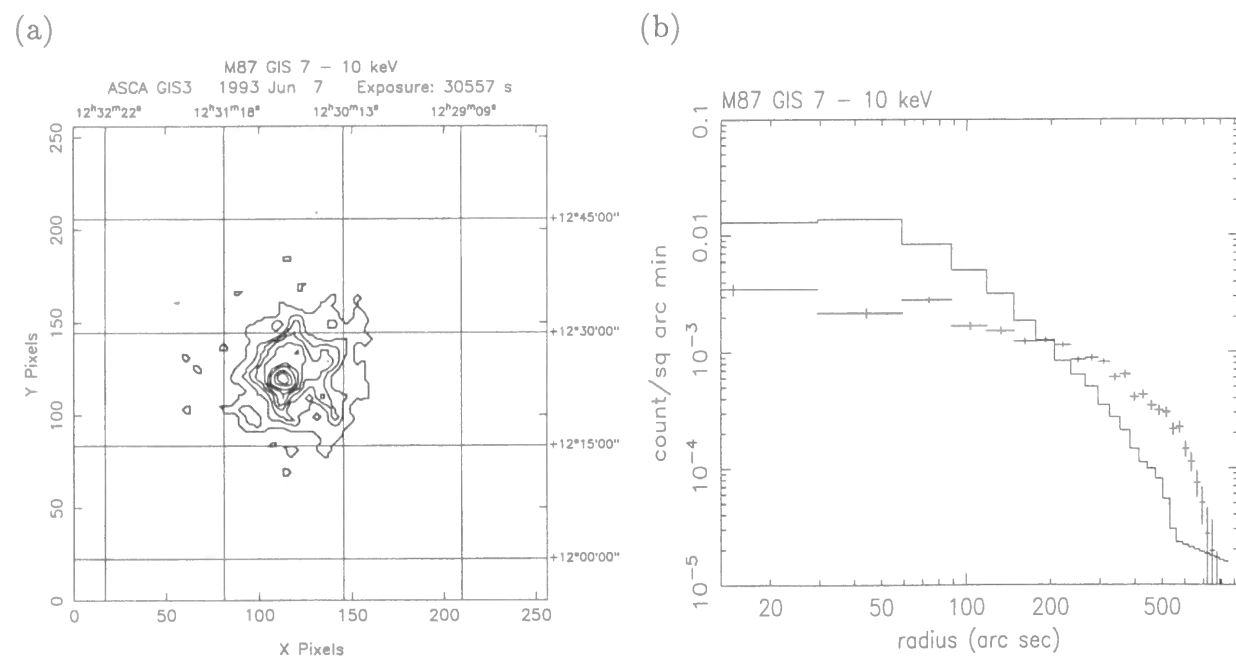 (a)
M87 GIS 7 - 10 keV
ASCA GIS3 1993 Jun 7 Exposure: 30557 s
12ʰ32ᵐ22ˢ 12ʰ31ᵐ18ˢ 12ʰ30ᵐ13ˢ 12ʰ29ᵐ09ˢ
250
200
150
100
50
0
Y Pixels
+12°45'00"
+12°30'00"
+12°15'00"
+12°00'00"
0 50 100 150 200 250
X Pixels
(b)
M87 GIS 7 - 10 keV
0.1
0.01
10⁻³
10⁻⁴
10⁻⁵
count/sq arc min
20 50 100 200 500
radius (arc sec)